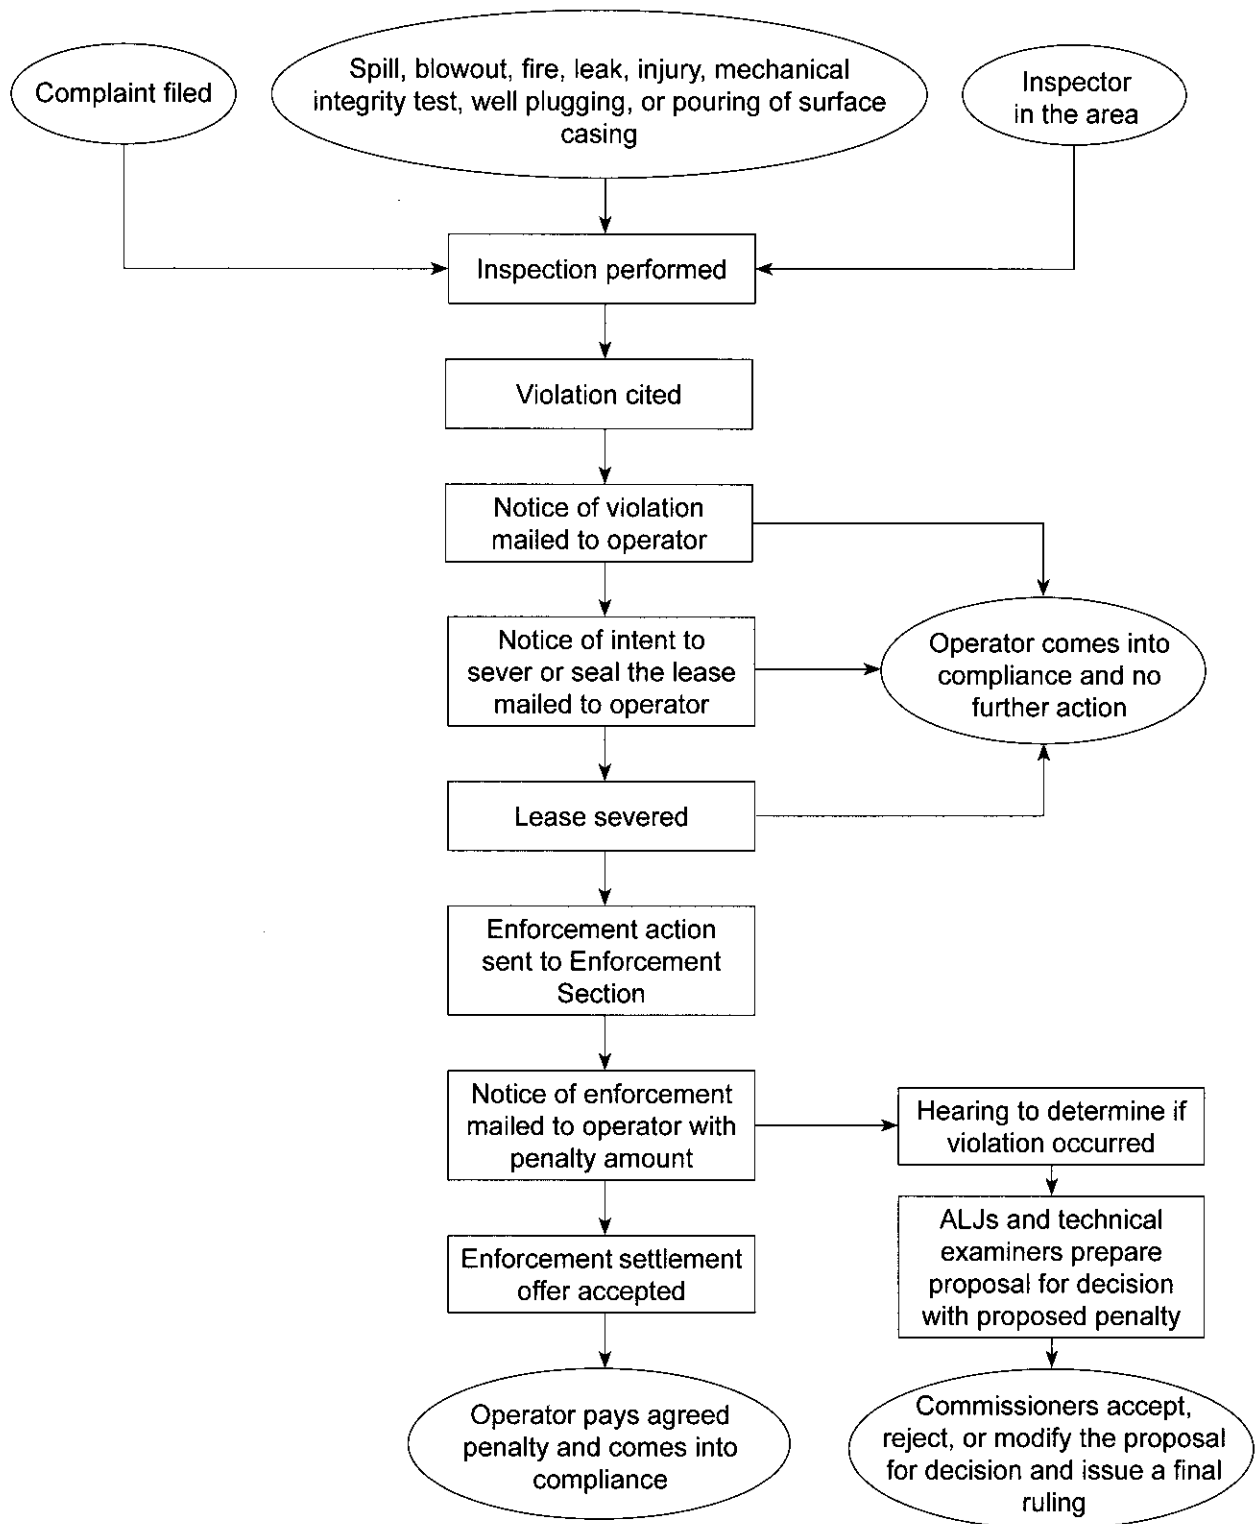 Complaint filed
Spill, blowout, fire, leak, injury, mechanical
integrity test, well plugging, or pouring of surface
casing
Inspector
in the area
Inspection performed
Violation cited
Notice of violation
mailed to operator
Notice of intent to
sever or seal the lease
mailed to operator
Operator comes into
compliance and no
further action
Lease severed
Enforcement action
sent to Enforcement
Section
Notice of enforcement
mailed to operator with
penalty amount
Hearing to determine if
violation occurred
Enforcement settlement
offer accepted
ALJs and technical
examiners prepare
proposal for decision
with proposed penalty
Operator pays agreed
penalty and comes into
compliance
Commissioners accept,
reject, or modify the proposal
for decision and issue a final
ruling